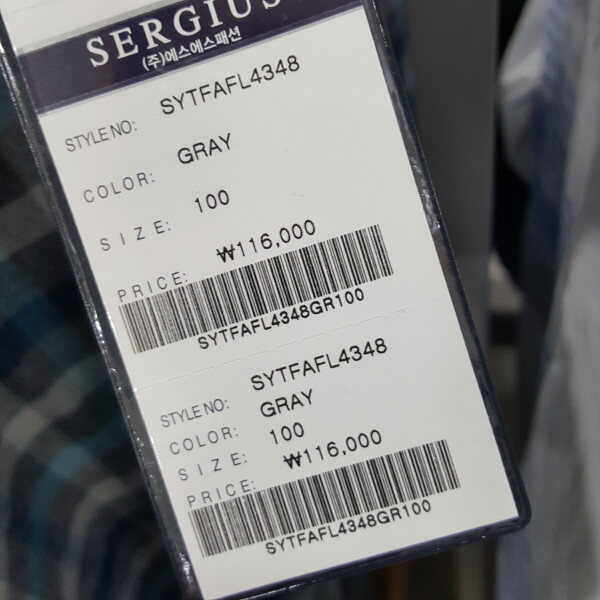 SERGIUS
(주)에스에스패션
STYLE NO: SYTFAFL4348
COLOR: GRAY
SIZE: 100
PRICE: ₩116,000
SYTFAFL4348GR100
STYLE NO: SYTFAFL4348
COLOR: GRAY
SIZE: 100
PRICE: ₩116,000
SYTFAFL4348GR100